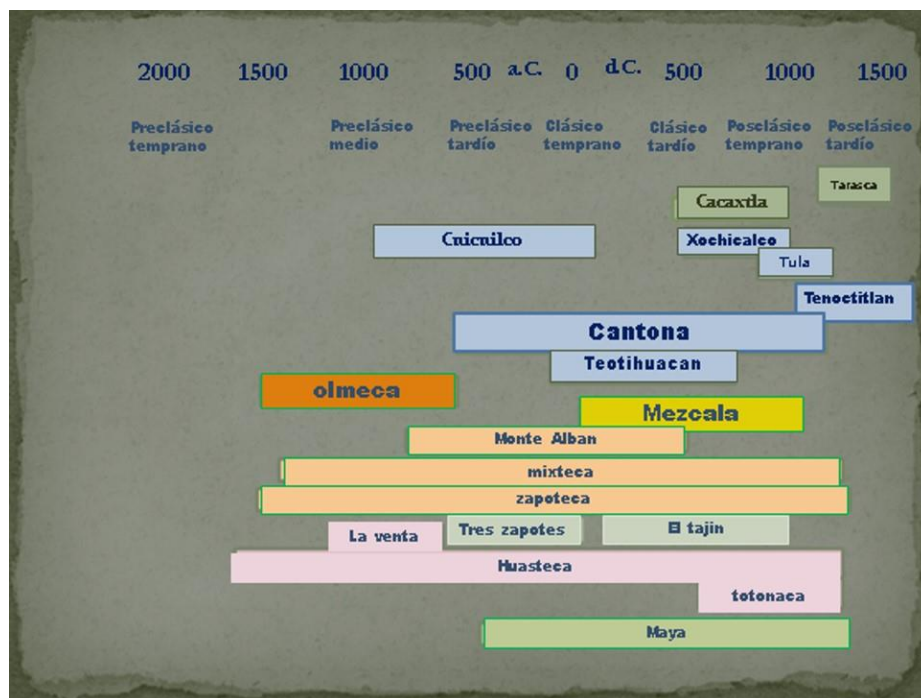 2000 1500 1000 500 a.C. 0 d.C. 500 1000 1500
Preclásico temprano
Preclásico medio
Preclásico tardío
Clásico temprano
Clásico tardío
Poselásico temprano
Poselásico tardío
Tarasca
Cacaxtla
Cuicuilco
Xochicalco
Tula
Tenoctitlan
Cantona
Teotihuacan
olmeca
Mezcala
Monte Alban
mixteca
zapoteca
La venta
Tres zapotes
El tajin
Huasteca
totonaca
Maya